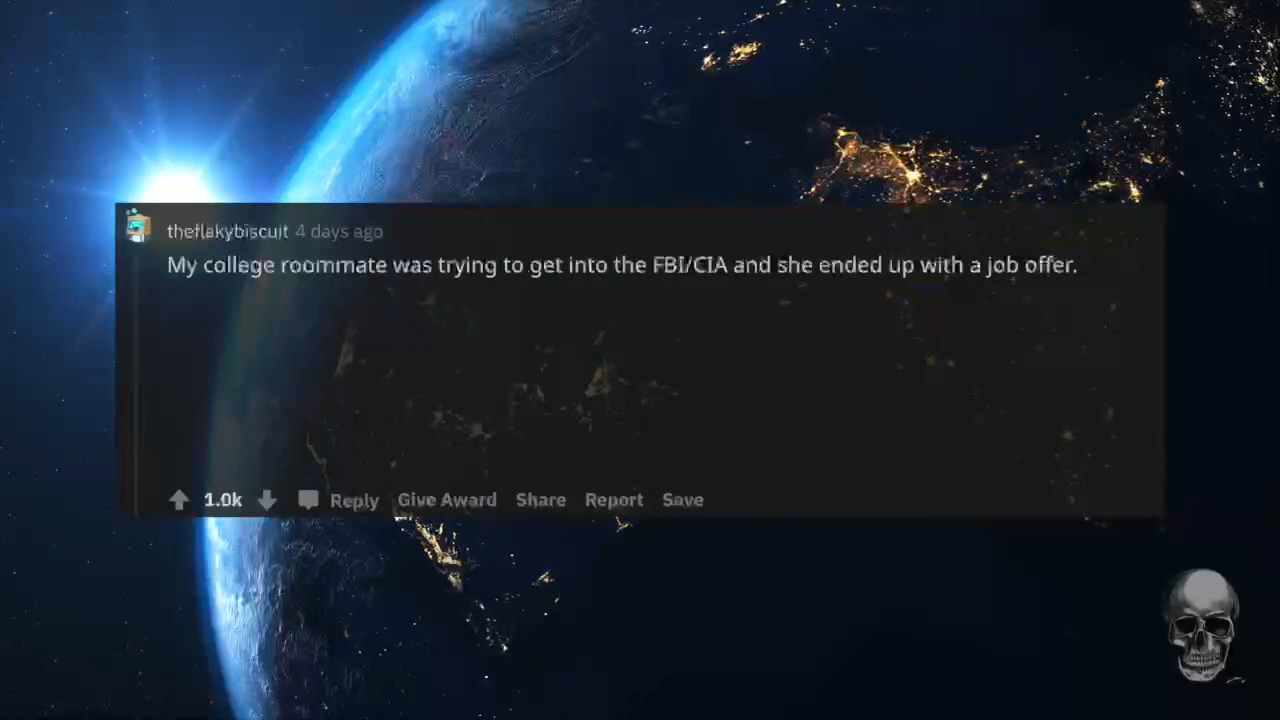 theflakybiscuit 4 days ago
My college roommate was trying to get into the FBI/CIA and she ended up with a job offer.
1.0k Reply Give Award Share Report Save